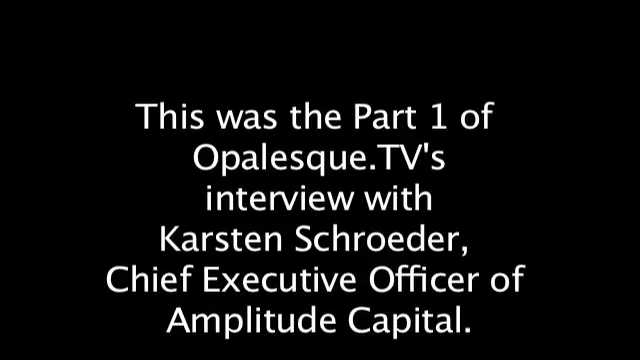 This was the Part 1 of
Opalesque.TV's
interview with
Karsten Schroeder,
Chief Executive Officer of
Amplitude Capital.